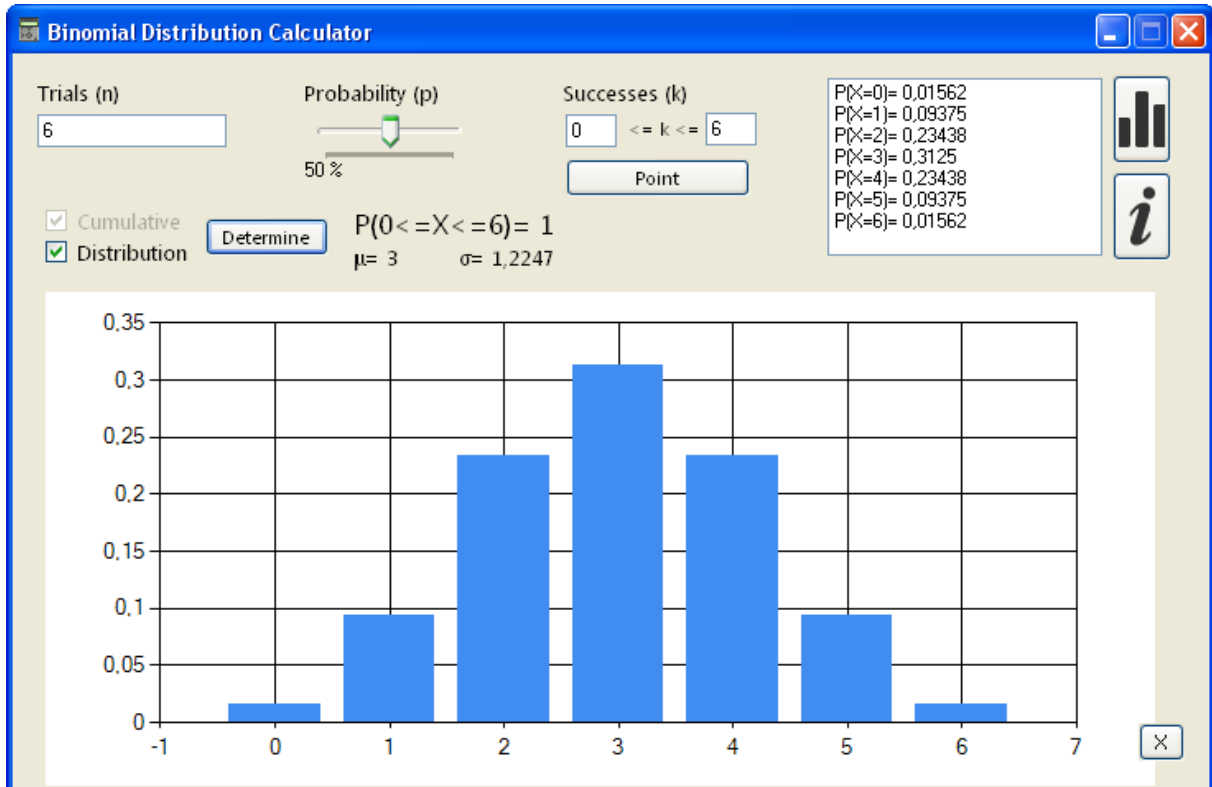 Binomial Distribution Calculator
Trials (n)
6
Probability (p)
50 %
Successes (k)
0 <= k <= 6
Point
P(X=0)= 0,01562
P(X=1)= 0,09375
P(X=2)= 0,23438
P(X=3)= 0,3125
P(X=4)= 0,23438
P(X=5)= 0,09375
P(X=6)= 0,01562
i
Cumulative
Distribution
Determine
P(0<=X<=6)= 1
μ= 3 σ= 1,2247
0,35
0,3
0,25
0,2
0,15
0,1
0,05
0
-1 0 1 2 3 4 5 6 7
X